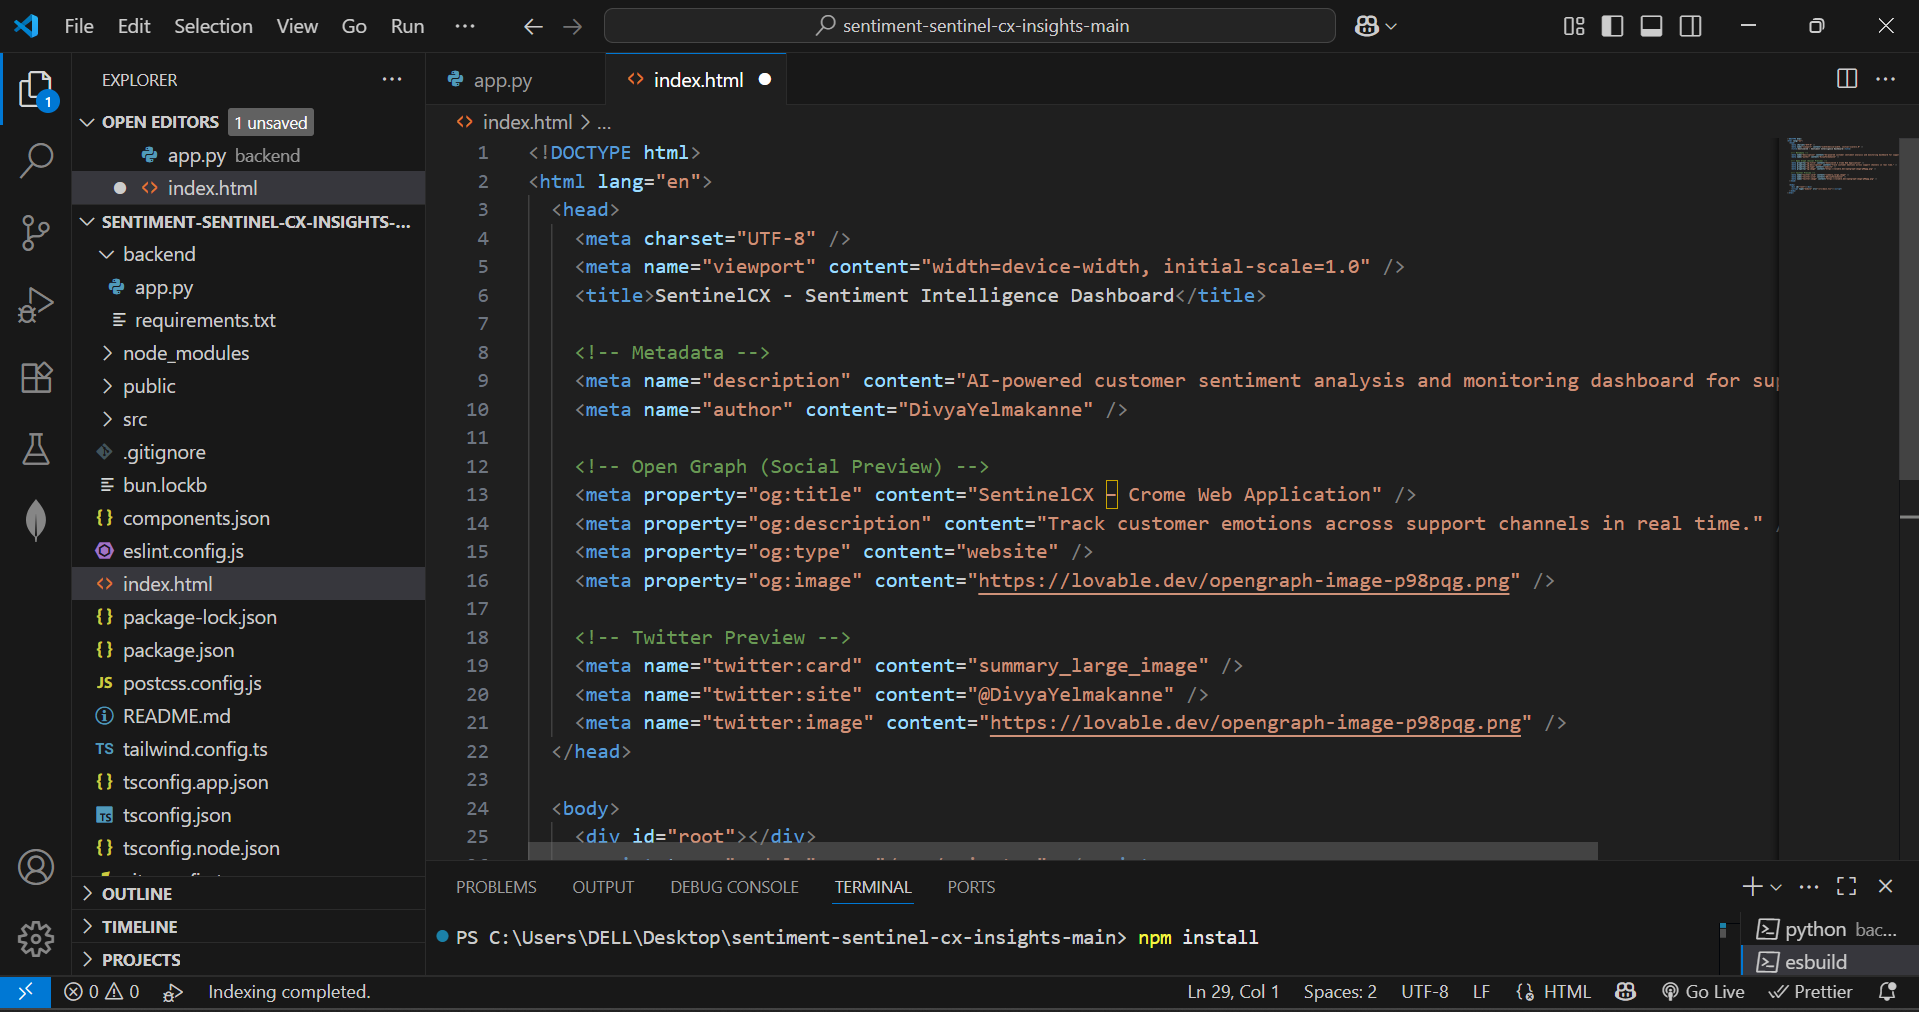 File Edit Selection View Go Run ··· sentiment-sentinel-cx-insights-main
EXPLORER
OPEN EDITORS 1 unsaved
app.py backend
index.html
SENTIMENT-SENTINEL-CX-INSIGHTS-...
backend
app.py
requirements.txt
node_modules
public
src
.gitignore
bun.lockb
components.json
eslint.config.js
index.html
package-lock.json
package.json
JS postcss.config.js
README.md
TS tailwind.config.ts
tsconfig.app.json
TS tsconfig.json
tsconfig.node.json
OUTLINE
TIMELINE
PROJECTS
1
app.py index.html
index.html > ...
1 <!DOCTYPE html>
2 <html lang="en">
3 <head>
4 <meta charset="UTF-8" />
5 <meta name="viewport" content="width=device-width, initial-scale=1.0" />
6 <title>SentinelCX - Sentiment Intelligence Dashboard</title>
7
8 <!-- Metadata -->
9 <meta name="description" content="AI-powered customer sentiment analysis and monitoring dashboard for
10 <meta name="author" content="DivyaYelmakanne" />
11
12 <!-- Open Graph (Social Preview) -->
13 <meta property="og:title" content="SentinelCX – Crome Web Application" />
14 <meta property="og:description" content="Track customer emotions across support channels in real time."
15 <meta property="og:type" content="website" />
16 <meta property="og:image" content="https://lovable.dev/opengraph-image-p98pqg.png" />
17
18 <!-- Twitter Preview -->
19 <meta name="twitter:card" content="summary_large_image" />
20 <meta name="twitter:site" content="@DivyaYelmakanne" />
21 <meta name="twitter:image" content="https://lovable.dev/opengraph-image-p98pqg.png" />
22 </head>
23
24 <body>
25 <div id="root"></div>
PROBLEMS OUTPUT DEBUG CONSOLE TERMINAL PORTS
PS C:\Users\DELL\Desktop\sentiment-sentinel-cx-insights-main> npm install
python bac...
esbuild
0 0 Indexing completed. Ln 29, Col 1 Spaces: 2 UTF-8 LF HTML Go Live Prettier